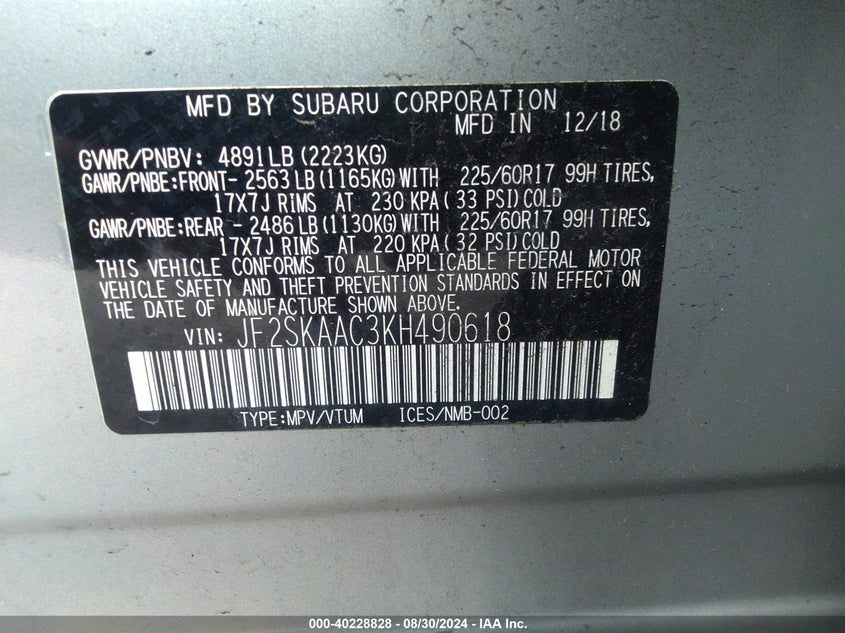 MFD BY SUBARU CORPORATION
MFD IN 12/18
GVWR/PNBV: 4891LB (2223KG)
GAWR/PNBE:FRONT- 2563LB (1165KG) WITH 225/60R17 99H TIRES,
17X7J RIMS AT 230 KPA (33 PSI) COLD
GAWR/PNBE:REAR - 2486LB (1130KG) WITH 225/60R17 99H TIRES,
17X7J RIMS AT 220 KPA (32 PSI) COLD
THIS VEHICLE CONFORMS TO ALL APPLICABLE FEDERAL MOTOR
VEHICLE SAFETY AND THEFT PREVENTION STANDARDS IN EFFECT ON
THE DATE OF MANUFACTURE SHOWN ABOVE.
VIN: JF2SKAAC3KH490618
TYPE:MPV/VTUM ICES/NMB-002
000-40228828 - 08/30/2024 - IAA Inc.